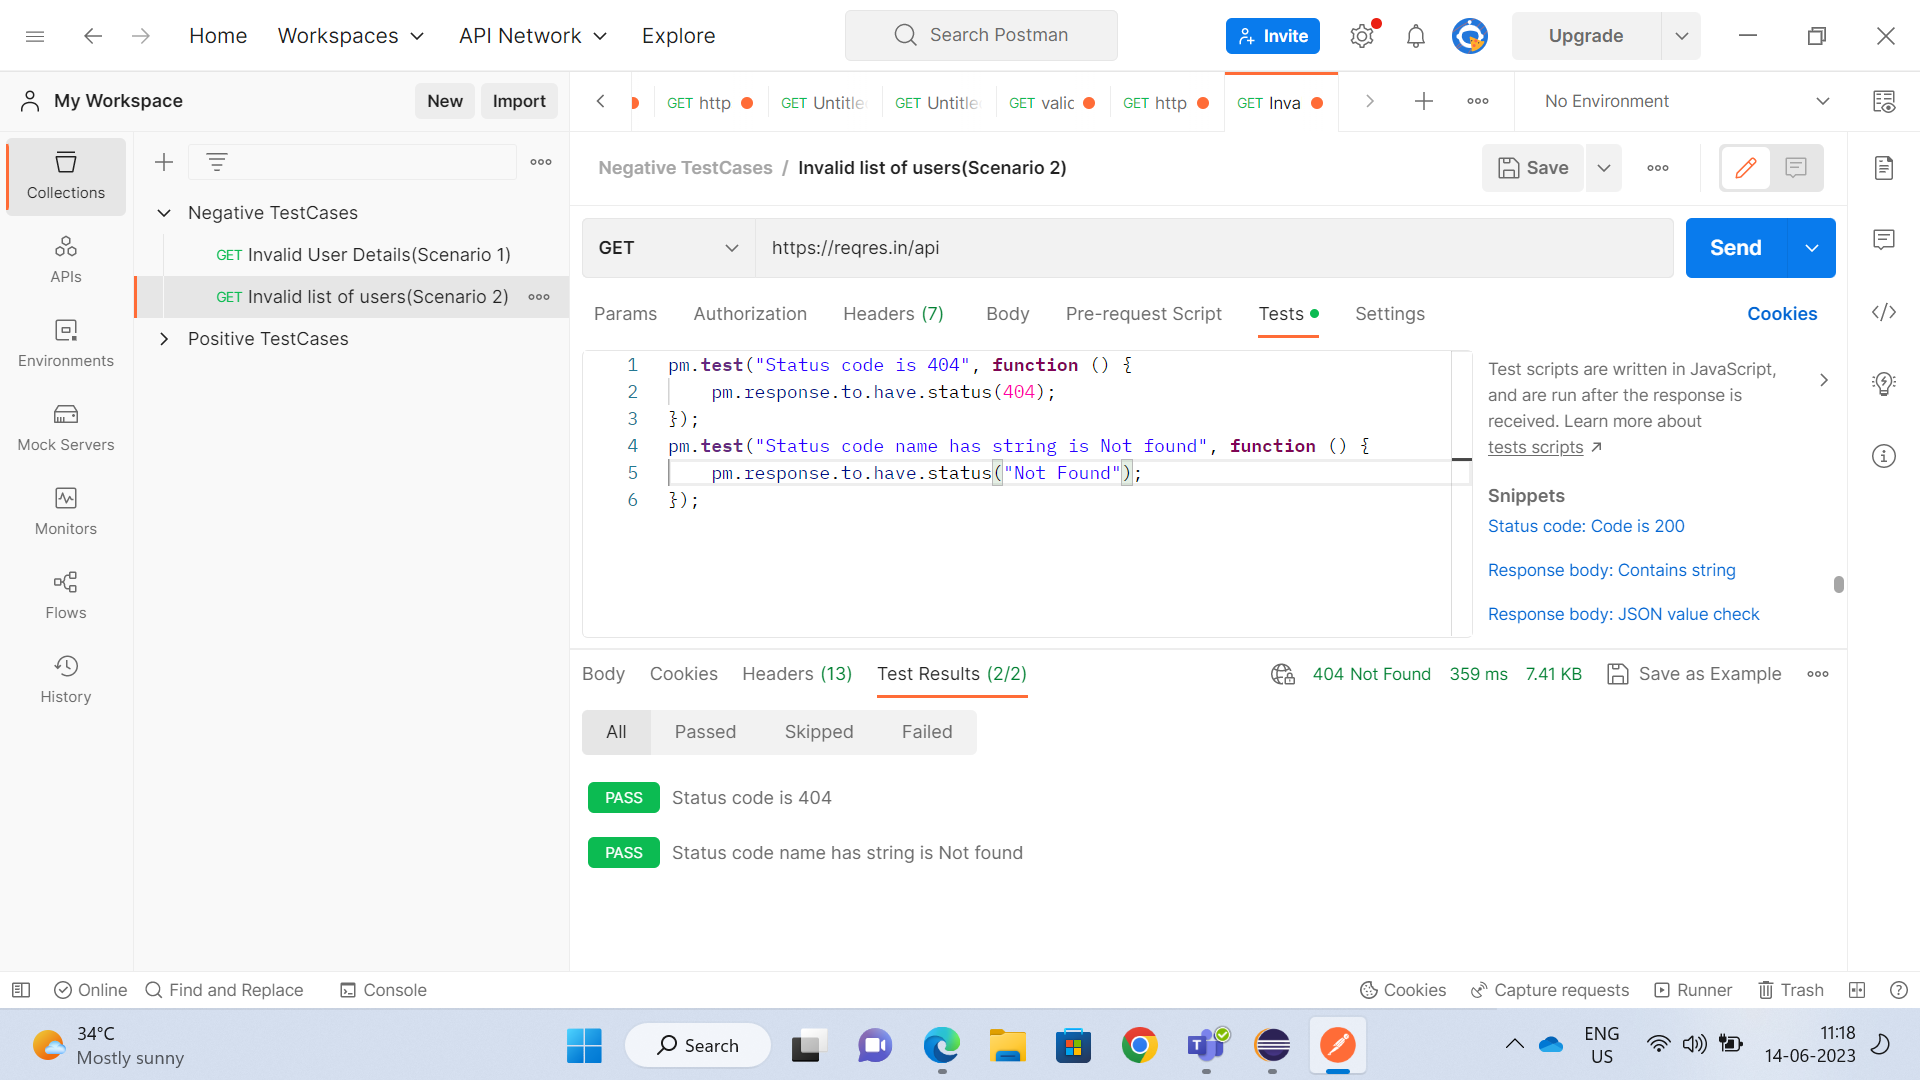 Home
Workspaces
API Network
Explore
Search Postman
Invite
Upgrade
My Workspace
New
Import
GET http
GET Untitle
GET Untitle
GET valic
GET http
GET Inva
No Environment
Collections
APIs
Environments
Mock Servers
Monitors
Flows
History
Negative TestCases
GET Invalid User Details(Scenario 1)
GET Invalid list of users(Scenario 2)
Positive TestCases
Negative TestCases / Invalid list of users(Scenario 2)
Save
GET
https://reqres.in/api
Send
Params
Authorization
Headers (7)
Body
Pre-request Script
Tests
Settings
Cookies
1 pm.test("Status code is 404", function () {
2 pm.response.to.have.status(404);
3 });
4 pm.test("Status code name has string is Not found", function () {
5 pm.response.to.have.status("Not Found");
6 });
Test scripts are written in JavaScript,
and are run after the response is
received. Learn more about
tests scripts
Snippets
Status code: Code is 200
Response body: Contains string
Response body: JSON value check
Body
Cookies
Headers (13)
Test Results (2/2)
404 Not Found
359 ms
7.41 KB
Save as Example
All
Passed
Skipped
Failed
PASS Status code is 404
PASS Status code name has string is Not found
Online
Find and Replace
Console
Cookies
Capture requests
Runner
Trash
34°C
Mostly sunny
Search
ENG
US
11:18
14-06-2023